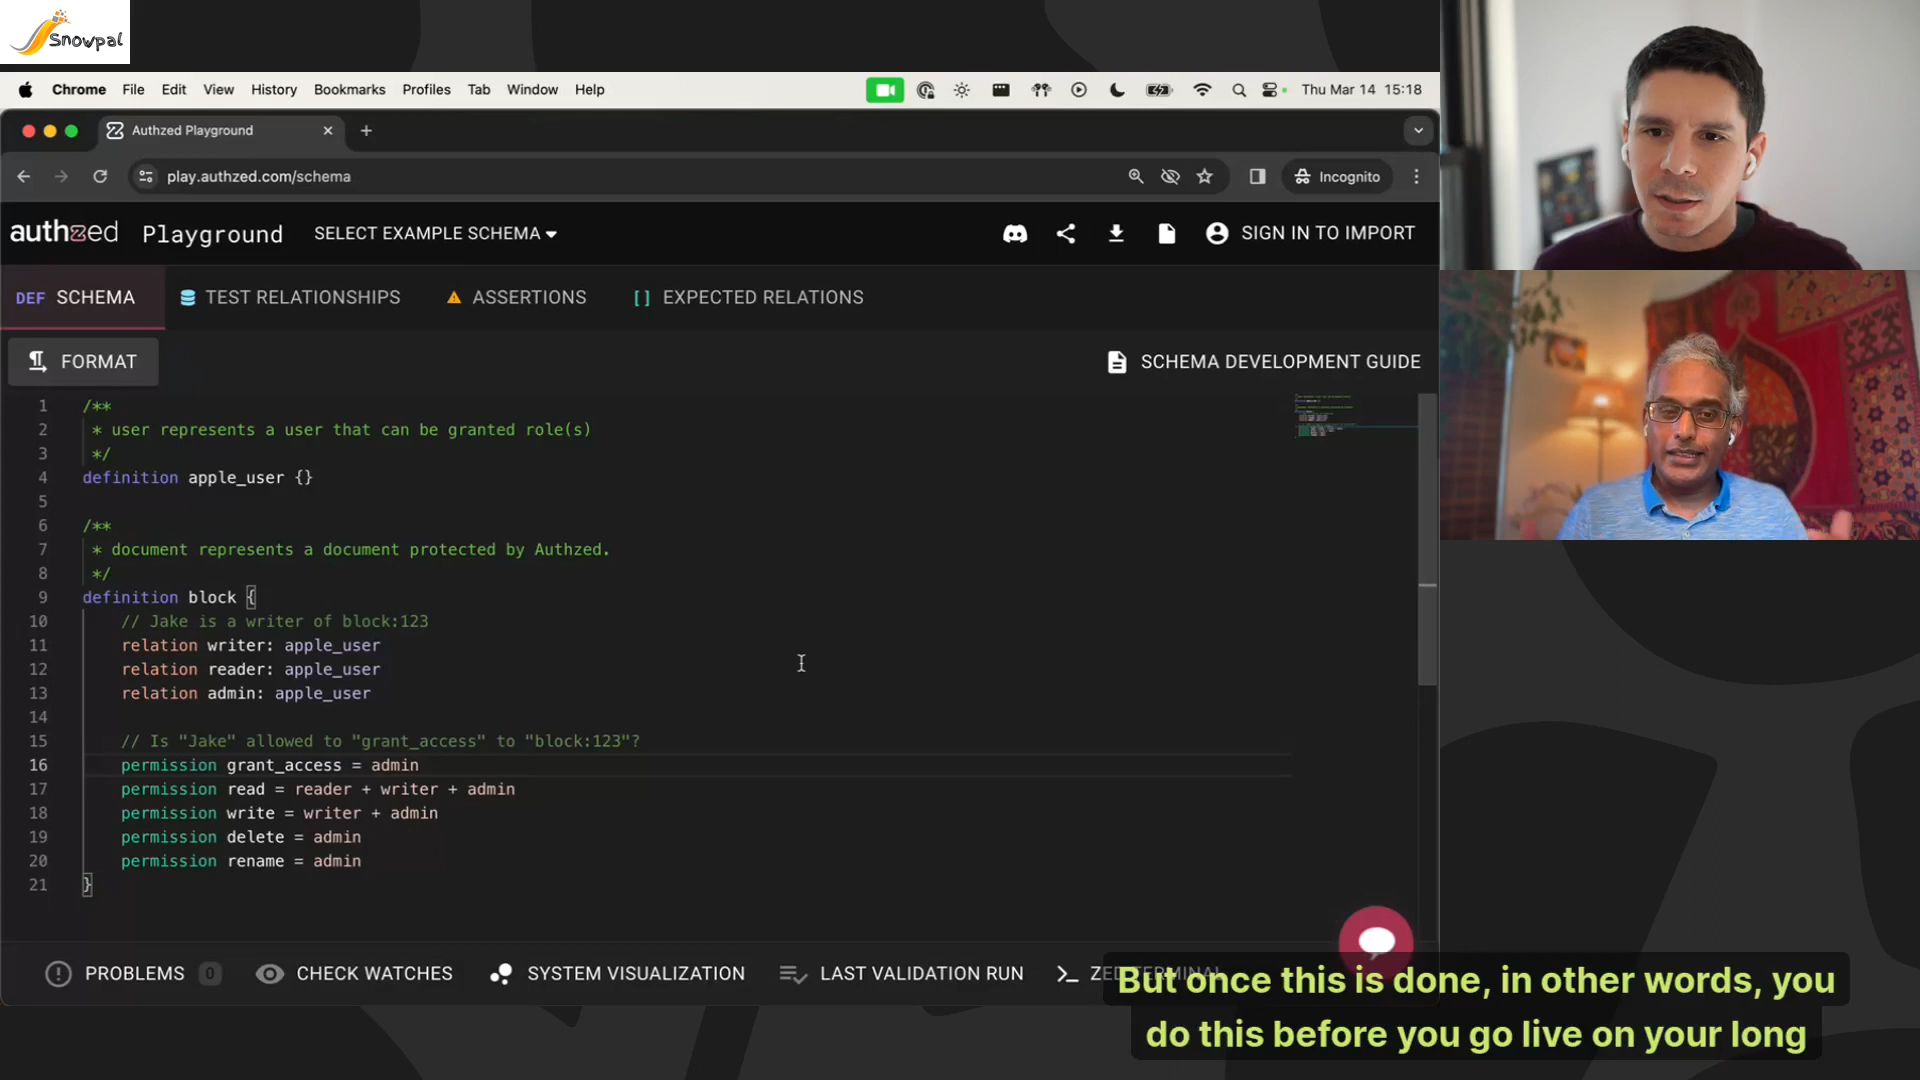 Snowpal
Chrome File Edit View History Bookmarks Profiles Tab Window Help Thu Mar 14 15:18
Authzed Playground
play.authzed.com/schema
Incognito
authzed Playground SELECT EXAMPLE SCHEMA SIGN IN TO IMPORT
DEF SCHEMA TEST RELATIONSHIPS ASSERTIONS [ ] EXPECTED RELATIONS
FORMAT SCHEMA DEVELOPMENT GUIDE
1 /**
2 * user represents a user that can be granted role(s)
3 */
4 definition apple_user {}
5
6 /**
7 * document represents a document protected by Authzed.
8 */
9 definition block {
10 // Jake is a writer of block:123
11 relation writer: apple_user
12 relation reader: apple_user
13 relation admin: apple_user
14
15 // Is "Jake" allowed to "grant_access" to "block:123"?
16 permission grant_access = admin
17 permission read = reader + writer + admin
18 permission write = writer + admin
19 permission delete = admin
20 permission rename = admin
21 }
PROBLEMS 0 CHECK WATCHES SYSTEM VISUALIZATION LAST VALIDATION RUN ZED TERMINAL
But once this is done, in other words, you
do this before you go live on your long